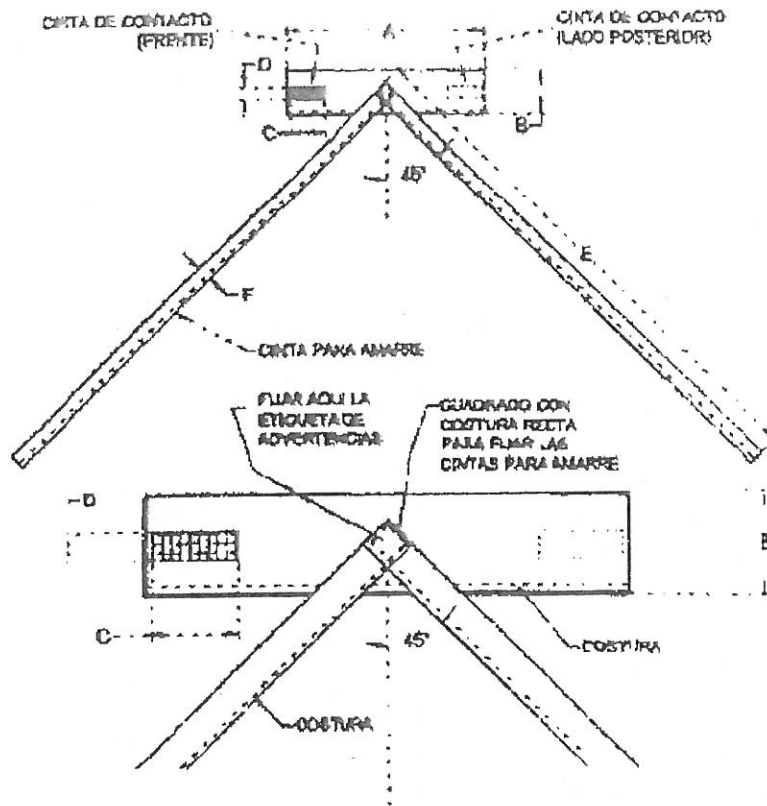 CINTA DE CONTACTO
(FRENTE)
A
CINTA DE CONTACTO
(LADO POSTERIOR)
D
C
B
45°
E
F
CINTA PARA AMARRE
FIJAR AQUI LA
ETIQUETA DE
ADVERTENCIAS
CUADRADO CON
COSTURA RECTA
PARA FIJAR LAS
CINTAS PARA AMARRE
D
B
C
45°
COSTURA
COSTURA